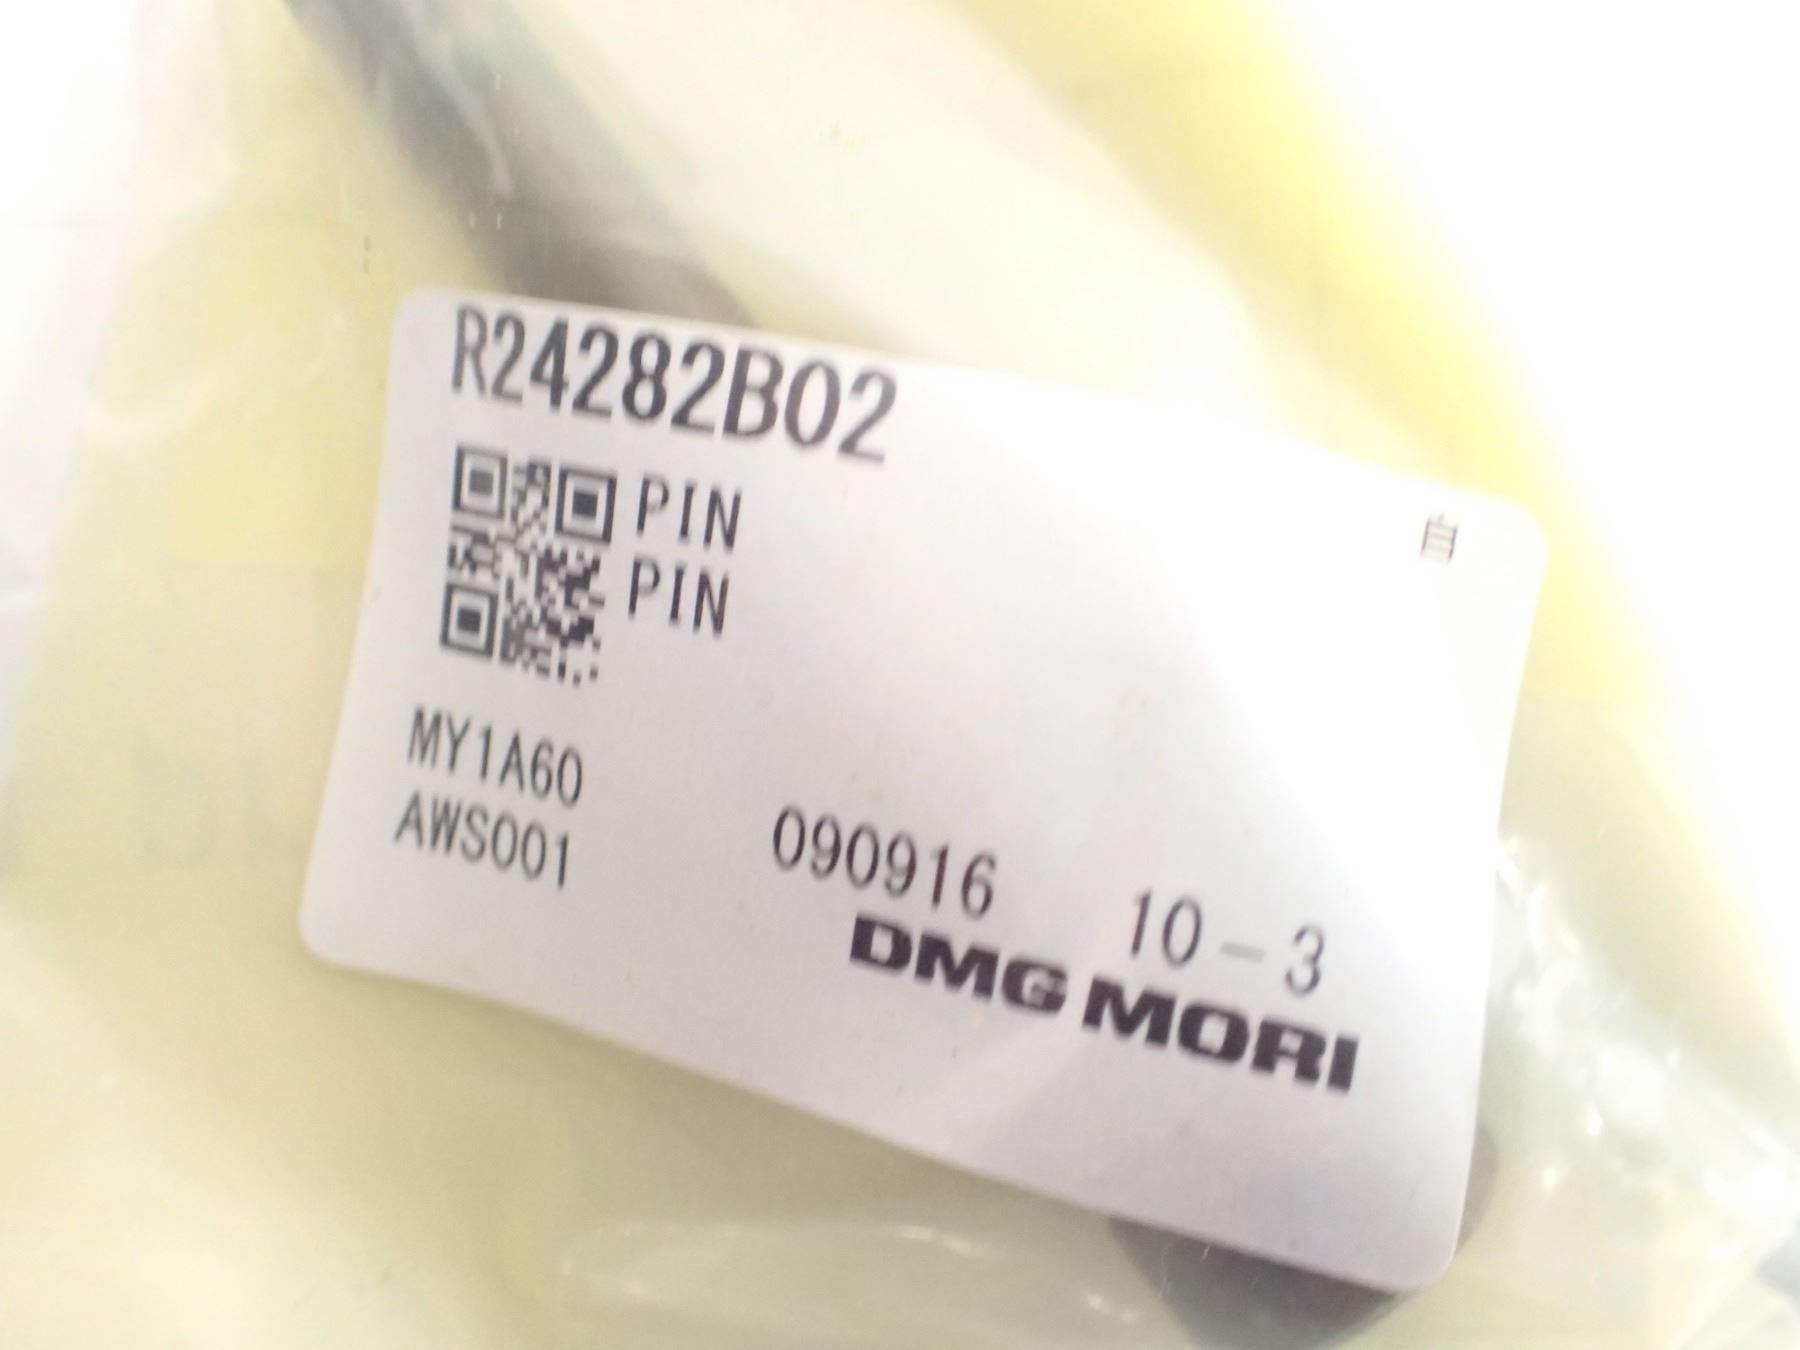 R24282B02
PIN
PIN
MY1A60
AWS001
090916 10-3
DMG MORI